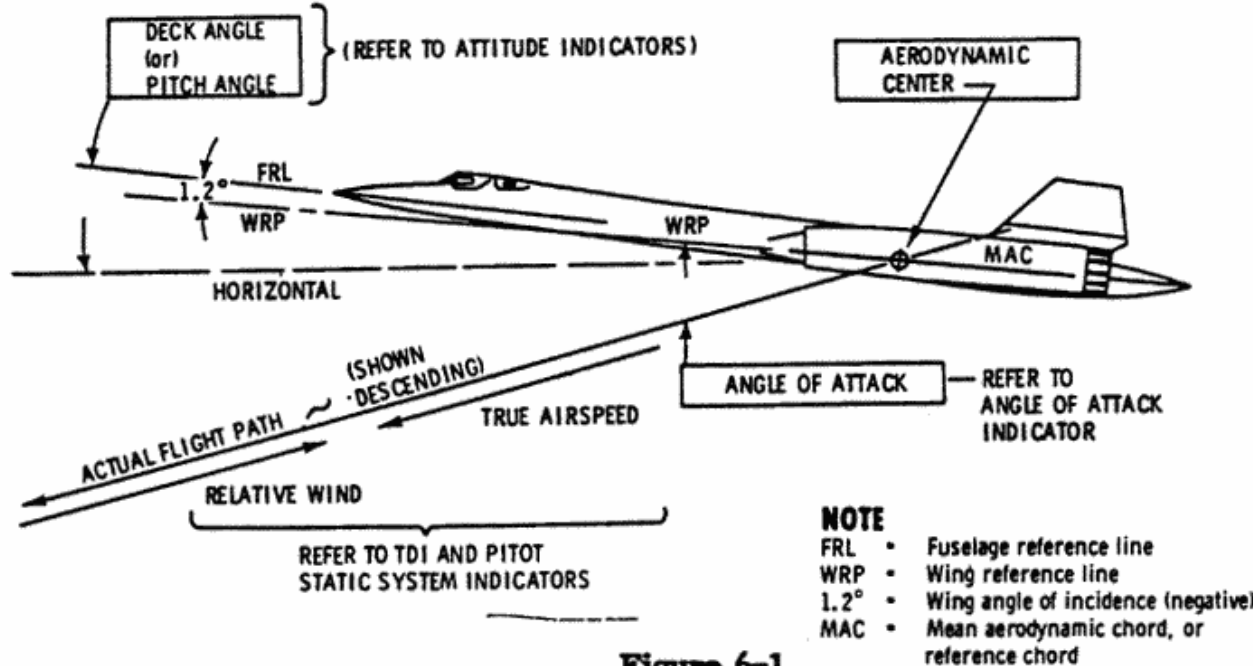 DECK ANGLE
(or)
PITCH ANGLE
(REFER TO ATTITUDE INDICATORS)
AERODYNAMIC
CENTER
FRL
1.2°
WRP
WRP
MAC
HORIZONTAL
(SHOWN
DESCENDING)
ANGLE OF ATTACK
REFER TO
ANGLE OF ATTACK
INDICATOR
TRUE AIRSPEED
ACTUAL FLIGHT PATH
RELATIVE WIND
REFER TO TDI AND PITOT
STATIC SYSTEM INDICATORS
NOTE
FRL - Fuselage reference line
WRP - Wing reference line
1.2° - Wing angle of incidence (negative)
MAC - Mean aerodynamic chord, or
reference chord
Figure 6-1